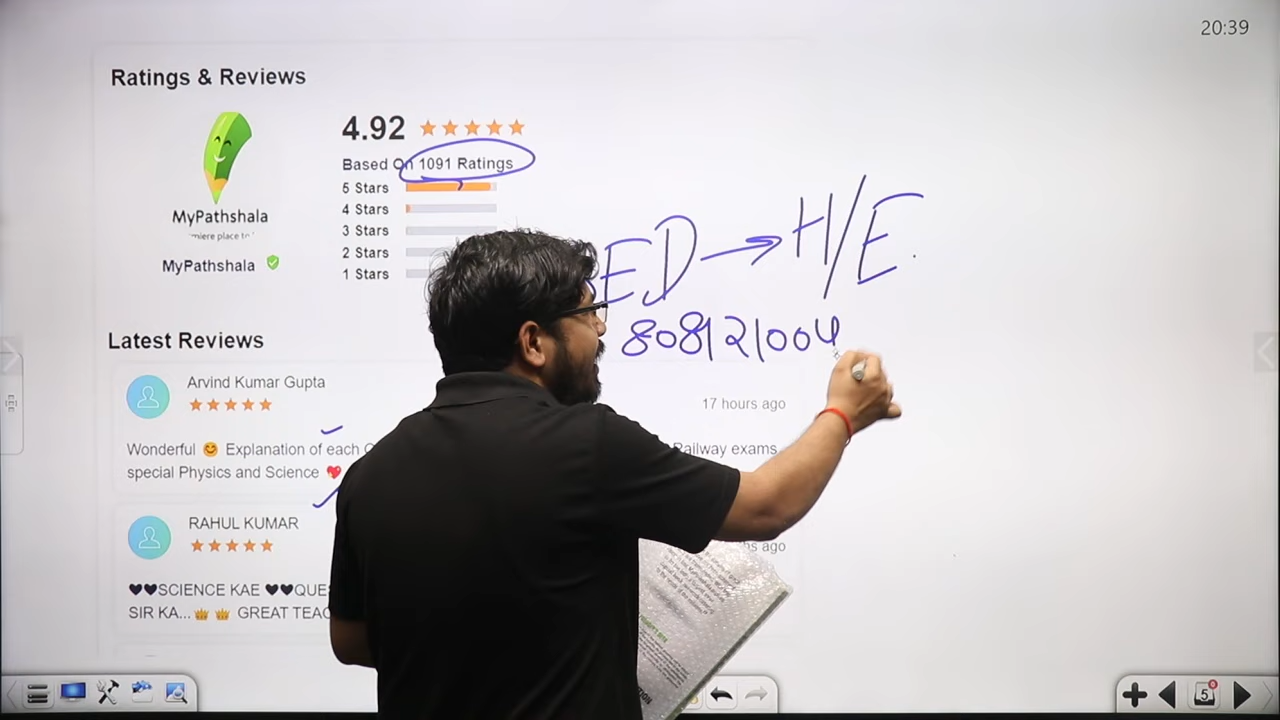 20:39
Ratings & Reviews
4.92
Based On 1091 Ratings
5 Stars
4 Stars
3 Stars
2 Stars
1 Stars
MyPathshala
MyPathshala
ED → H/E
808121004
Latest Reviews
Arvind Kumar Gupta
17 hours ago
Wonderful 😊 Explanation of each Railway exams
special Physics and Science ❤️
RAHUL KUMAR
ago
🖤🖤SCIENCE KAE 🖤🖤QUE
SIR KA... 👑 👑 GREAT TEAC
5